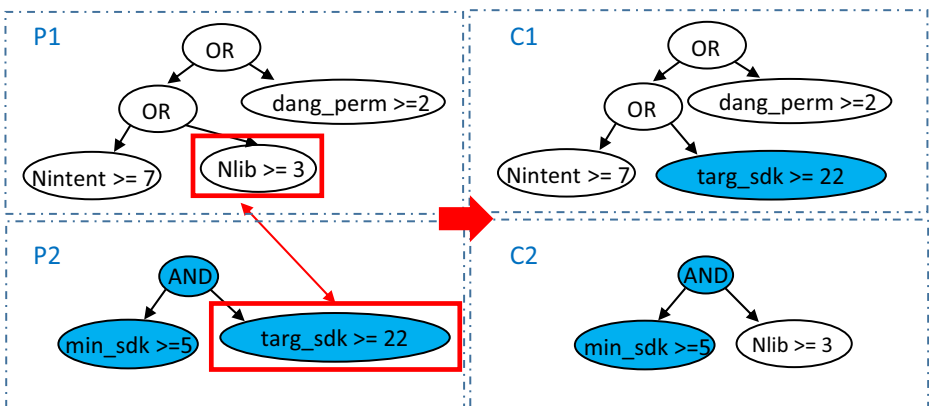 P1
OR
OR
dang_perm >=2
Nintent >= 7
Nlib >= 3
C1
OR
OR
dang_perm >=2
Nintent >= 7
targ_sdk >= 22
P2
AND
min_sdk >=5
targ_sdk >= 22
C2
AND
min_sdk >=5
Nlib >= 3